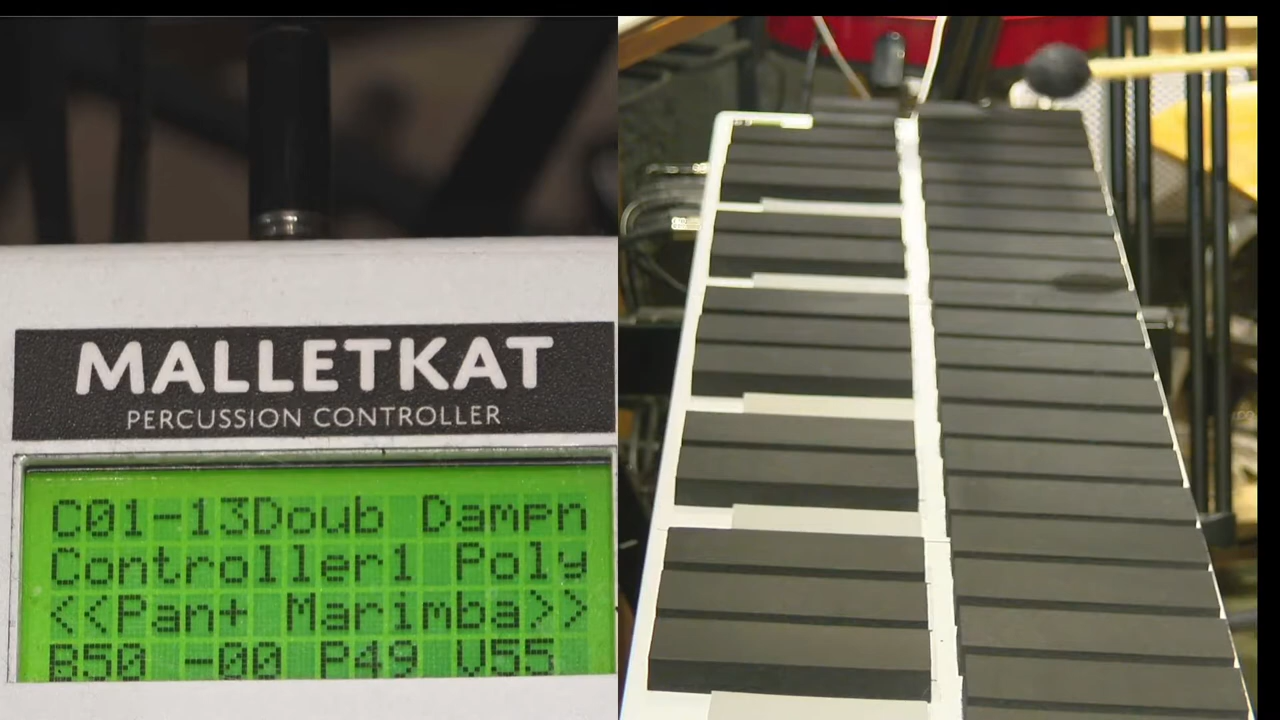 MALLETKAT
PERCUSSION CONTROLLER
C01-13Doub Dampn
Controller1 Poly
<<Pan+ Marimba>>
B50 -00 P49 V55